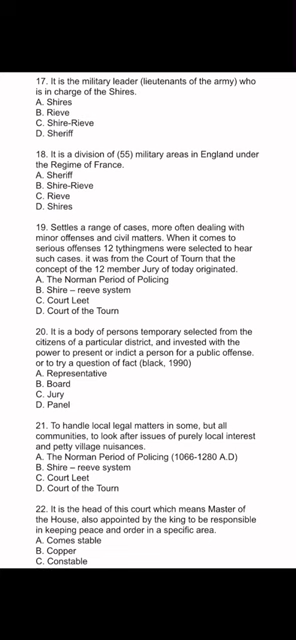 17. It is the military leader (lieutenants of the army) who
is in charge of the Shires.
A. Shires
B. Rieve
C. Shire-Rieve
D. Sheriff
18. It is a division of (55) military areas in England under
the Regime of France.
A. Sheriff
B. Shire-Rieve
C. Rieve
D. Shires
19. Settles a range of cases, more often dealing with
minor offenses and civil matters. When it comes to
serious offenses 12 tythingmens were selected to hear
such cases. it was from the Court of Tourn that the
concept of the 12 member Jury of today originated.
A. The Norman Period of Policing
B. Shire – reeve system
C. Court Leet
D. Court of the Tourn
20. It is a body of persons temporary selected from the
citizens of a particular district, and invested with the
power to present or indict a person for a public offense.
or to try a question of fact (black, 1990)
A. Representative
B. Board
C. Jury
D. Panel
21. To handle local legal matters in some, but all
communities, to look after issues of purely local interest
and petty village nuisances.
A. The Norman Period of Policing (1066-1280 A.D)
B. Shire – reeve system
C. Court Leet
D. Court of the Tourn
22. It is the head of this court which means Master of
the House, also appointed by the king to be responsible
in keeping peace and order in a specific area.
A. Comes stable
B. Copper
C. Constable